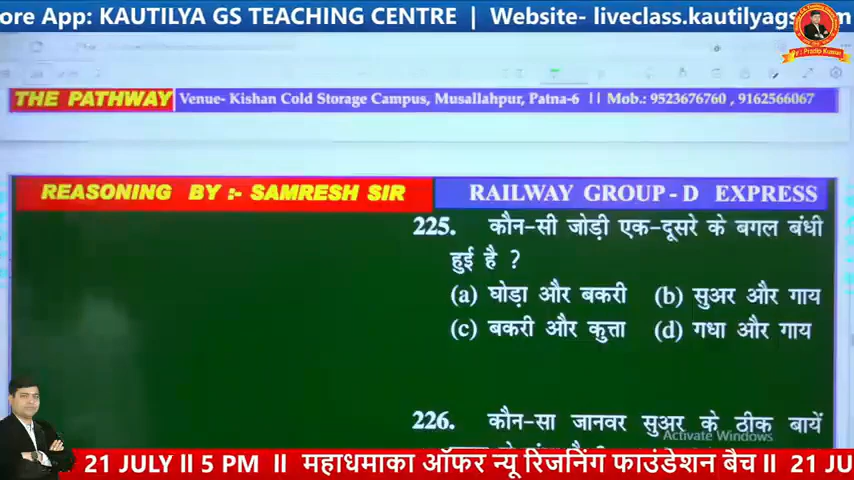 ore App: KAUTILYA GS TEACHING CENTRE | Website- liveclass.kautilyags
THE PATHWAY Venue- Kishan Cold Storage Campus, Musallahpur, Patna-6 || Mob.: 9523676760 , 9162566067
REASONING BY :- SAMRESH SIR RAILWAY GROUP-D EXPRESS
225. कौन-सी जोड़ी एक-दूसरे के बगल बंधी
हुई है ?
(a) घोड़ा और बकरी (b) सुअर और गाय
(c) बकरी और कुत्ता (d) गधा और गाय
226. कौन-सा जानवर सुअर के ठीक बायें
Activate Windows
21 JULY II 5 PM II महाधमाका ऑफर न्यू रिजनिंग फाउंडेशन बैच II 21 JU